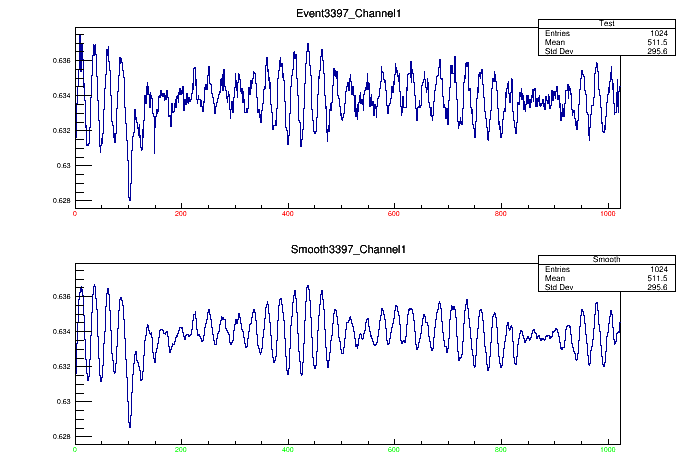 Event3397_Channel1
Test
Entries 1024
Mean 511.5
Std Dev 295.6
0.636
0.634
0.632
0.63
0.628
0 200 400 600 800 1000
Smooth3397_Channel1
Smooth
Entries 1024
Mean 511.5
Std Dev 295.6
0.636
0.634
0.632
0.63
0.628
0 200 400 600 800 1000